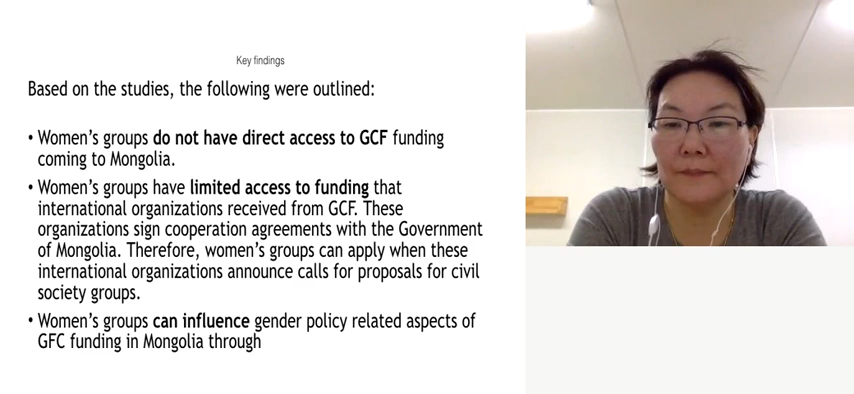 Key findings
Based on the studies, the following were outlined:
• Women's groups do not have direct access to GCF funding
coming to Mongolia.
• Women's groups have limited access to funding that
international organizations received from GCF. These
organizations sign cooperation agreements with the Government
of Mongolia. Therefore, women's groups can apply when these
international organizations announce calls for proposals for civil
society groups.
• Women's groups can influence gender policy related aspects of
GFC funding in Mongolia through